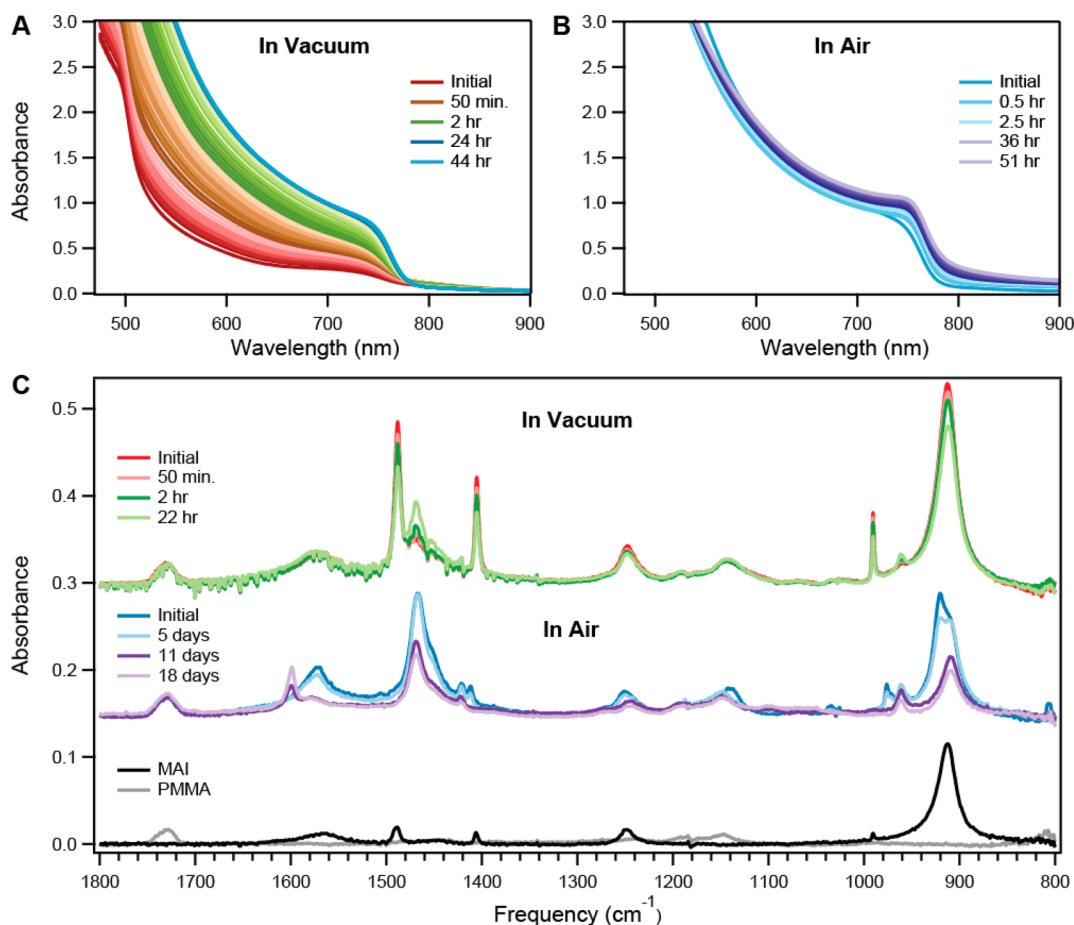 A
In Vacuum
Initial
50 min.
2 hr
24 hr
44 hr
3.0
2.5
2.0
1.5
1.0
0.5
0.0
Absorbance
500
600
700
800
900
Wavelength (nm)
B
In Air
Initial
0.5 hr
2.5 hr
36 hr
51 hr
3.0
2.5
2.0
1.5
1.0
0.5
0.0
500
600
700
800
900
Wavelength (nm)
C
In Vacuum
Initial
50 min.
2 hr
22 hr
In Air
Initial
5 days
11 days
18 days
MAI
PMMA
0.5
0.4
0.3
0.2
0.1
0.0
Absorbance
1800
1700
1600
1500
1400
1300
1200
1100
1000
900
800
Frequency (cm⁻¹)